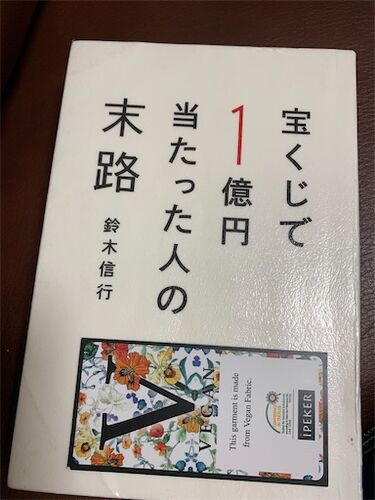 宝くじで
1億円
当たった人の
末路
鈴木信行
V
VEGAN
This garment is made
from Vegan Fabric.
IPEKER